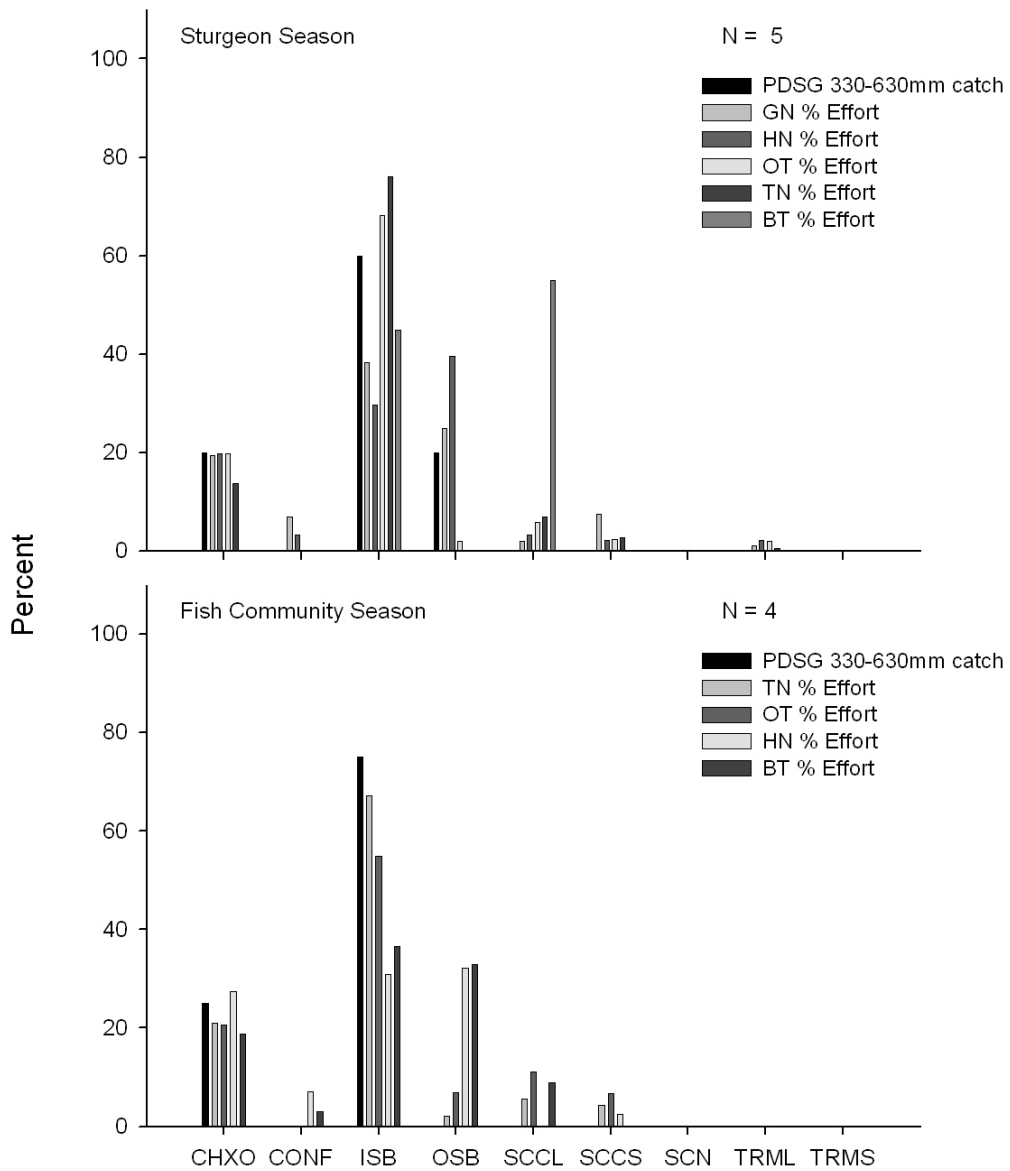 Sturgeon Season
N =  5
100
80
60
40
20
0
PDSG 330-630mm catch
GN % Effort
HN % Effort
OT % Effort
TN % Effort
BT % Effort
Percent
Fish Community Season
N = 4
100
80
60
40
20
0
PDSG 330-630mm catch
TN % Effort
OT % Effort
HN % Effort
BT % Effort
CHXO CONF ISB OSB SCCL SCCS SCN TRML TRMS